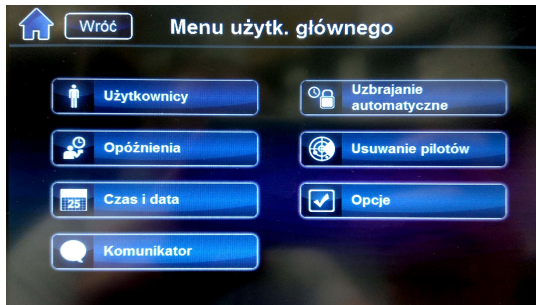 Wróć
Menu użytk. głównego
Użytkownicy
Uzbrajanie
automatyczne
Opóźnienia
Usuwanie pilotów
25
Czas i data
Opcje
Komunikator